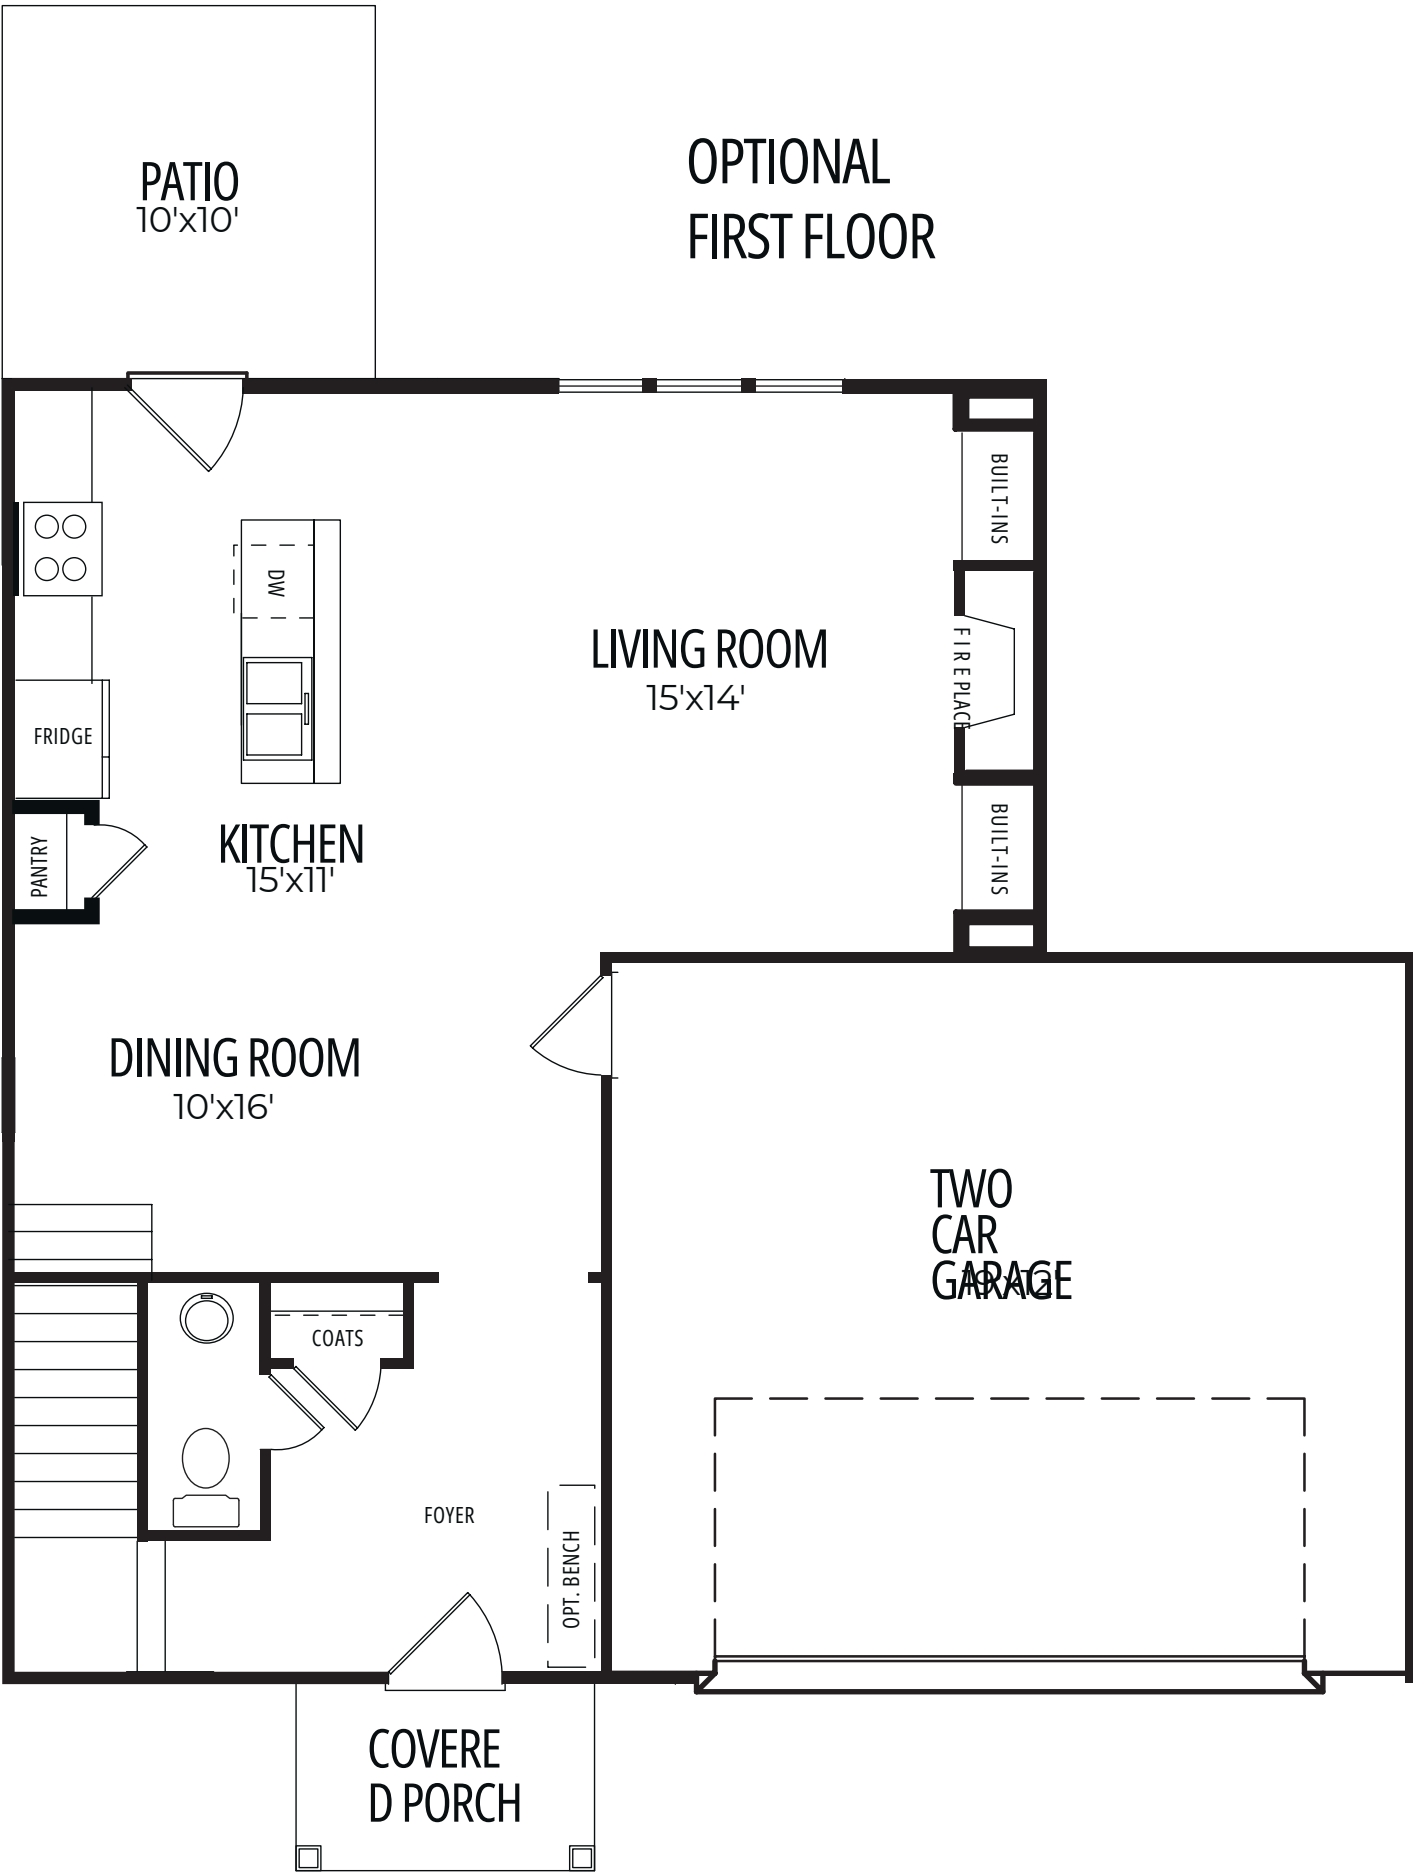 PATIO
10'x10'
OPTIONAL
FIRST FLOOR
BUILT-INS
DW
LIVING ROOM
15'x14'
FIREPLACE
FRIDGE
KITCHEN
15'x11'
PANTRY
BUILT-INS
DINING ROOM
10'x16'
TWO
CAR
GARAGE
COATS
FOYER
OPT. BENCH
COVERE
D PORCH